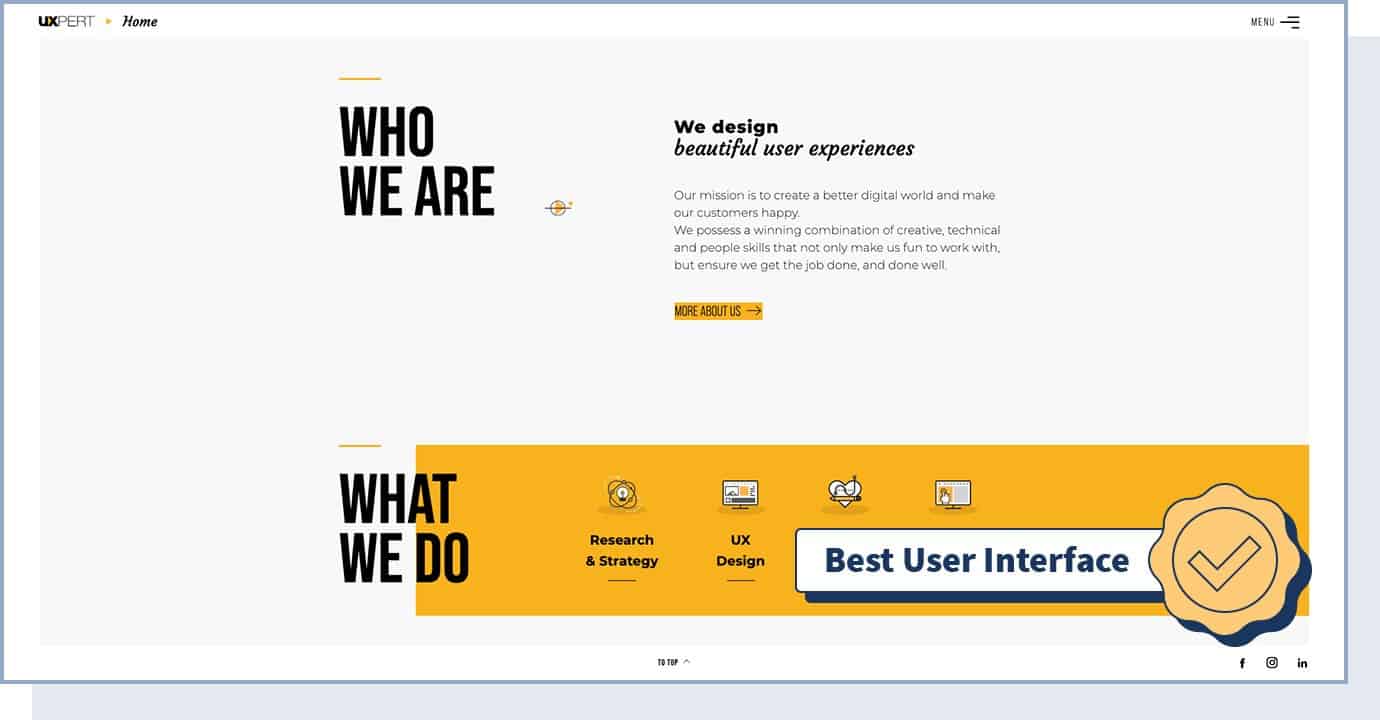 UXPERT Home
MENU
WHO
WE ARE
We design
beautiful user experiences
Our mission is to create a better digital world and make
our customers happy.
We possess a winning combination of creative, technical
and people skills that not only make us fun to work with,
but ensure we get the job done, and done well.
MORE ABOUT US
WHAT
WE DO
Research
& Strategy
UX
Design
Best User Interface
TO TOP